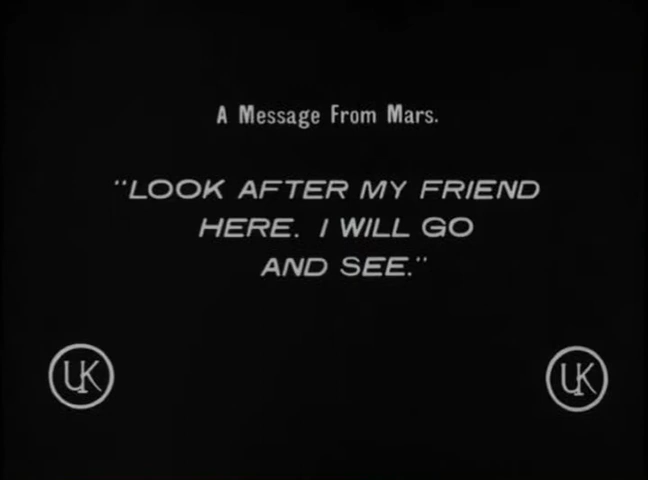 A Message From Mars.
"LOOK AFTER MY FRIEND
HERE. I WILL GO
AND SEE."
UK UK